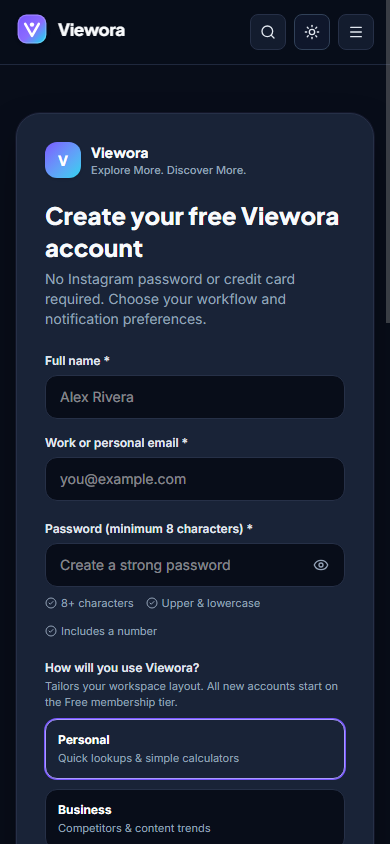 Viewora
V
Viewora
Explore More. Discover More.
Create your free Viewora
account
No Instagram password or credit card
required. Choose your workflow and
notification preferences.
Full name *
Alex Rivera
Work or personal email *
you@example.com
Password (minimum 8 characters) *
Create a strong password
8+ characters
Upper & lowercase
Includes a number
How will you use Viewora?
Tailors your workspace layout. All new accounts start on
the Free membership tier.
Personal
Quick lookups & simple calculators
Business
Competitors & content trends